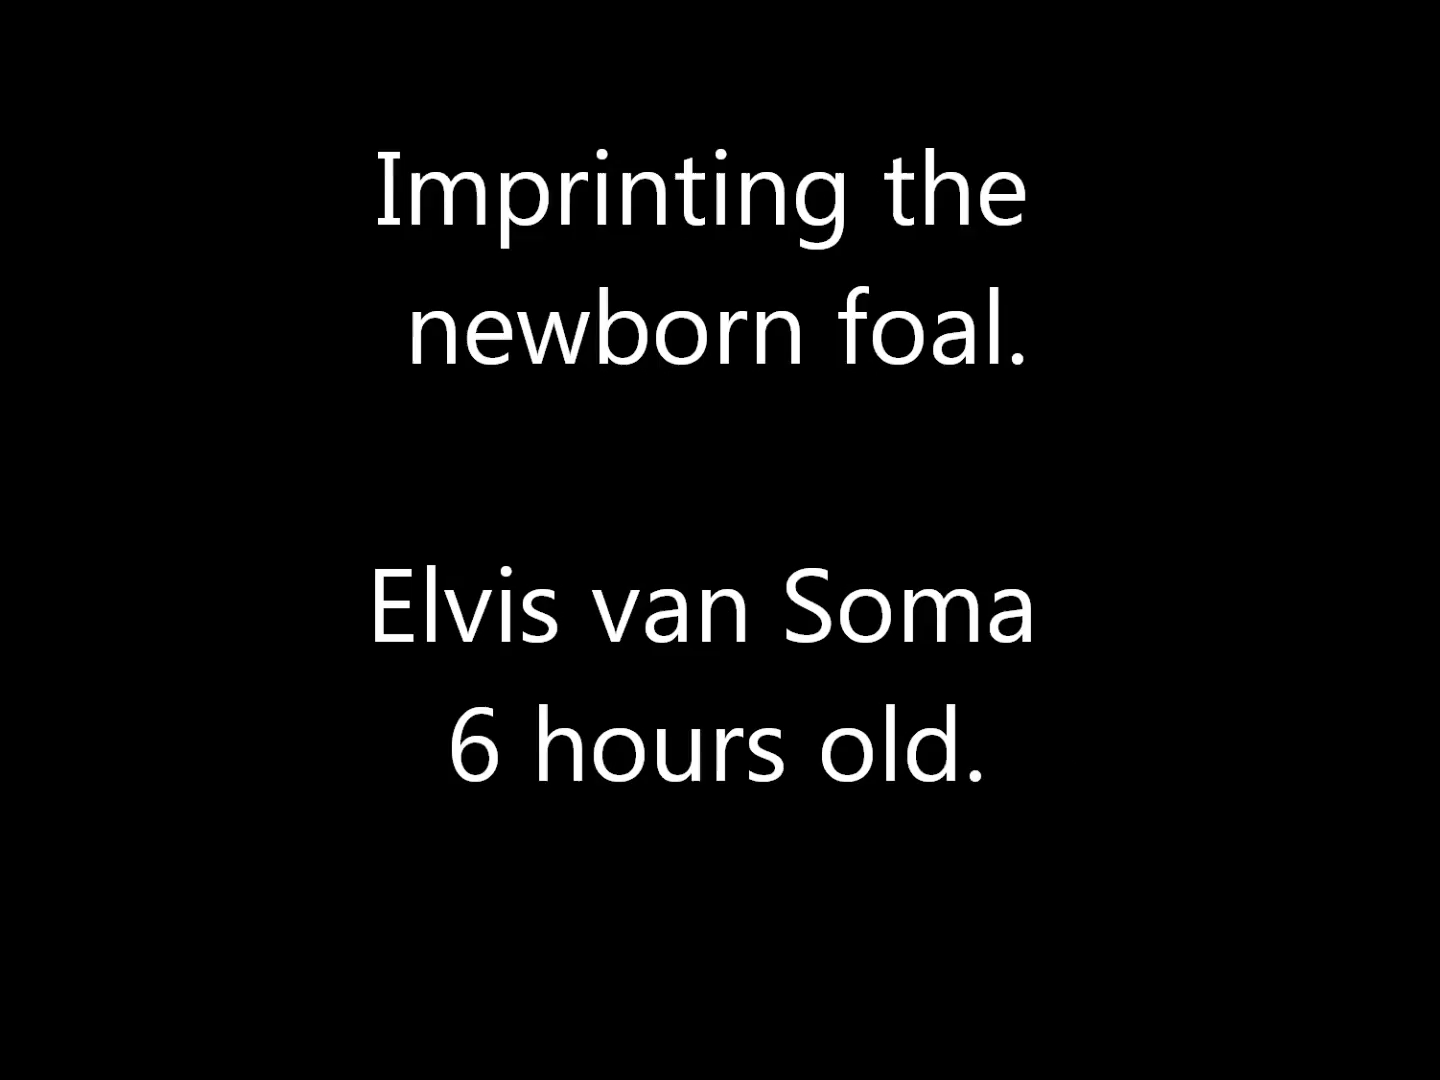 Imprinting the
newborn foal.
Elvis van Soma
6 hours old.